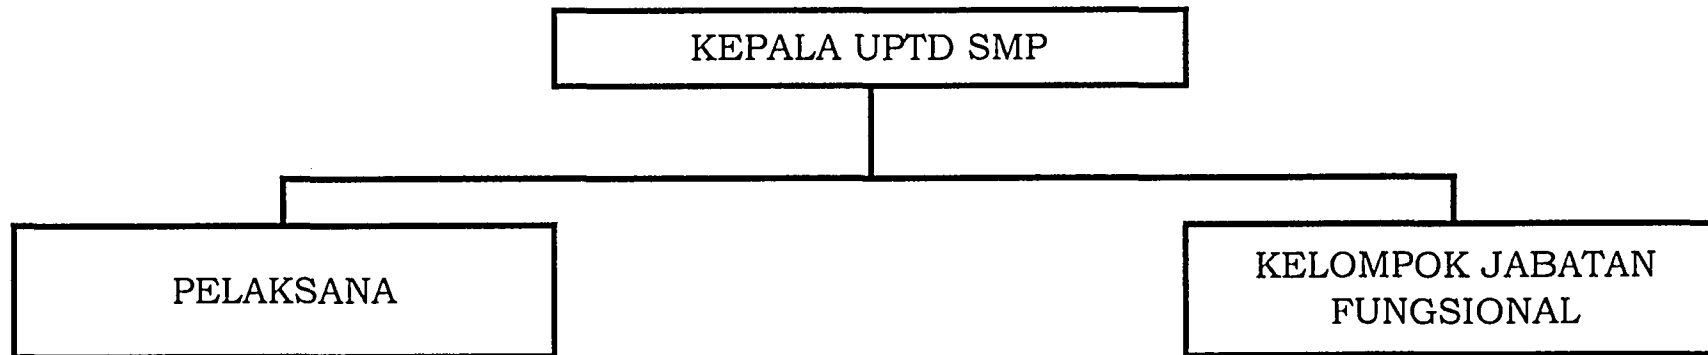 KEPALA UPTD SMP
PELAKSANA
KELOMPOK JABATAN
FUNGSIONAL